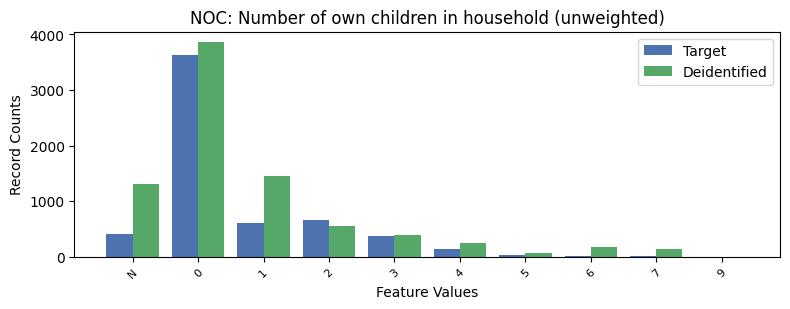 NOC: Number of own children in household (unweighted)
Target
Deidentified
Record Counts
4000
3000
2000
1000
0
N 0 1 2 3 4 5 6 7 9
Feature Values